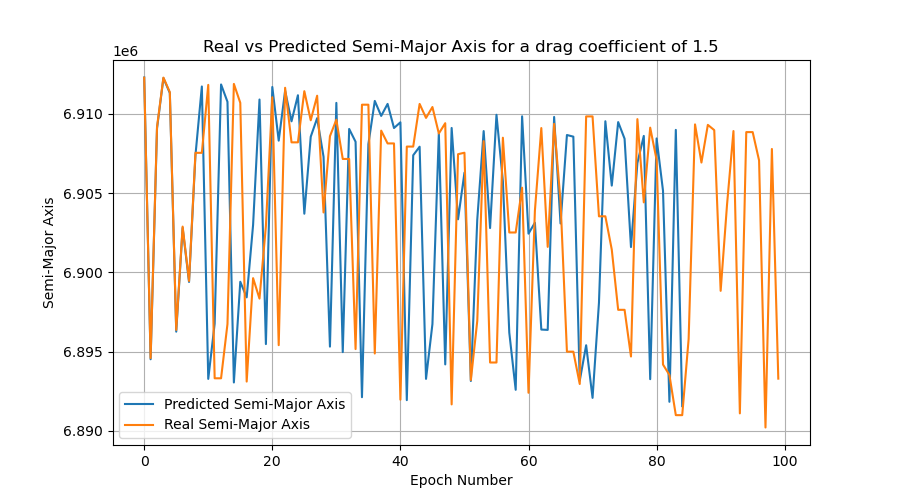 Real vs Predicted Semi-Major Axis for a drag coefficient of 1.5
1e6
6.910
6.905
6.900
6.895
6.890
Semi-Major Axis
Predicted Semi-Major Axis
Real Semi-Major Axis
0 20 40 60 80 100
Epoch Number